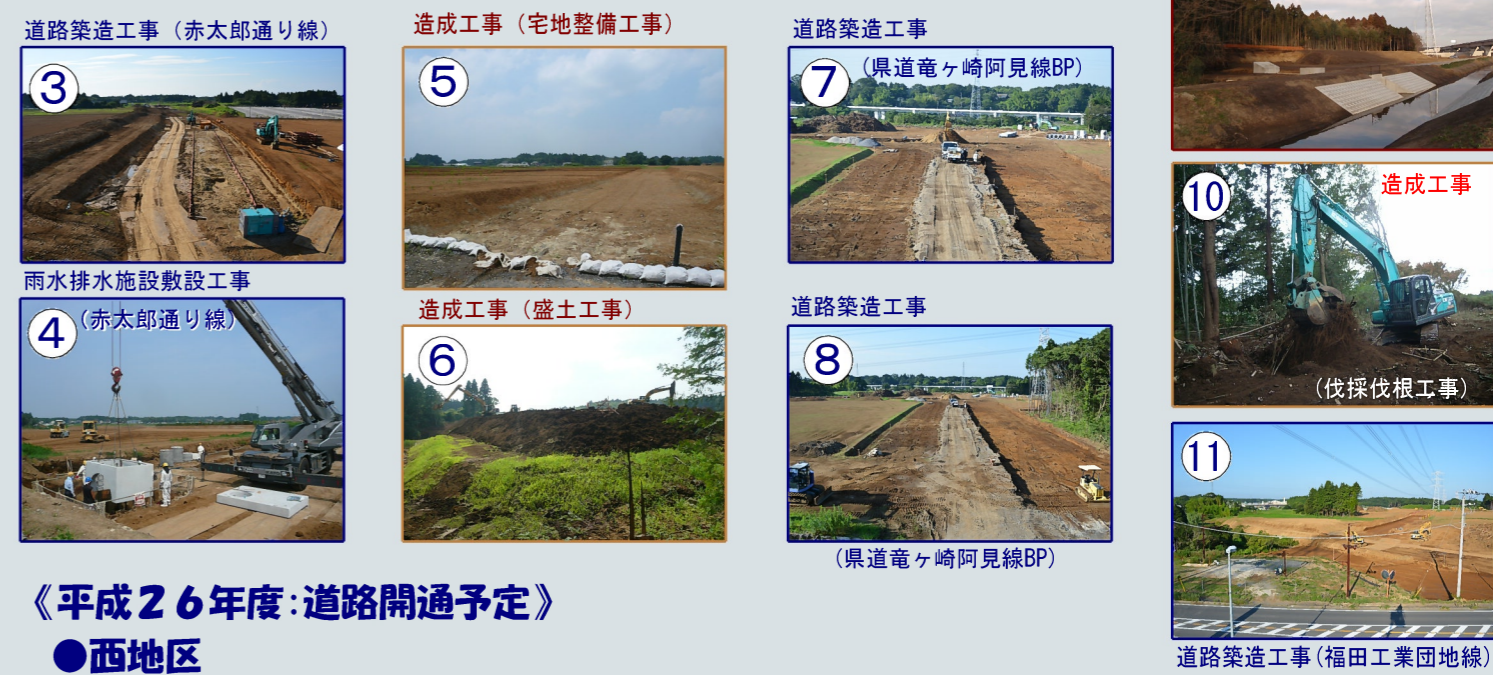 道路築造工事（赤太郎通り線）
③
雨水排水施設敷設工事
④
(赤太郎通り線)
造成工事（宅地整備工事）
⑤
造成工事（盛土工事）
⑥
道路築造工事
⑦
(県道竜ヶ崎阿見線BP)
道路築造工事
⑧
(県道竜ヶ崎阿見線BP)
⑩
造成工事
(伐採伐根工事)
⑪
道路築造工事(福田工業団地線)
《平成２６年度:道路開通予定》
●西地区